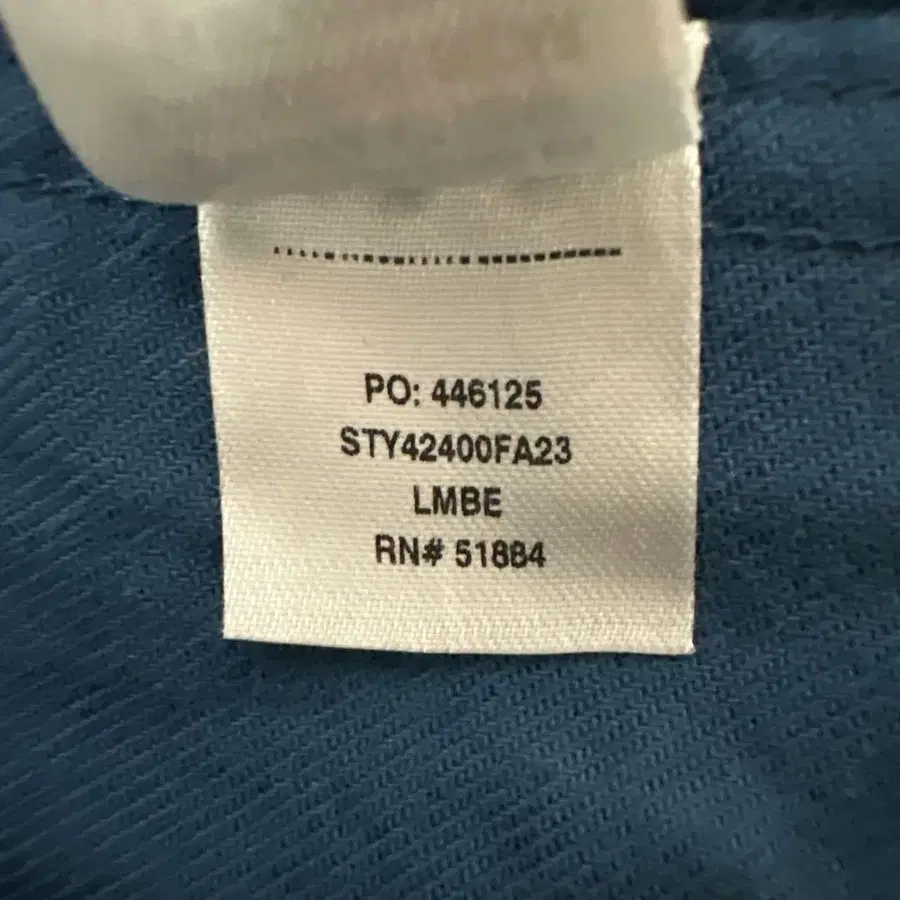 PO: 446125
STY42400FA23
LMBE
RN# 51884